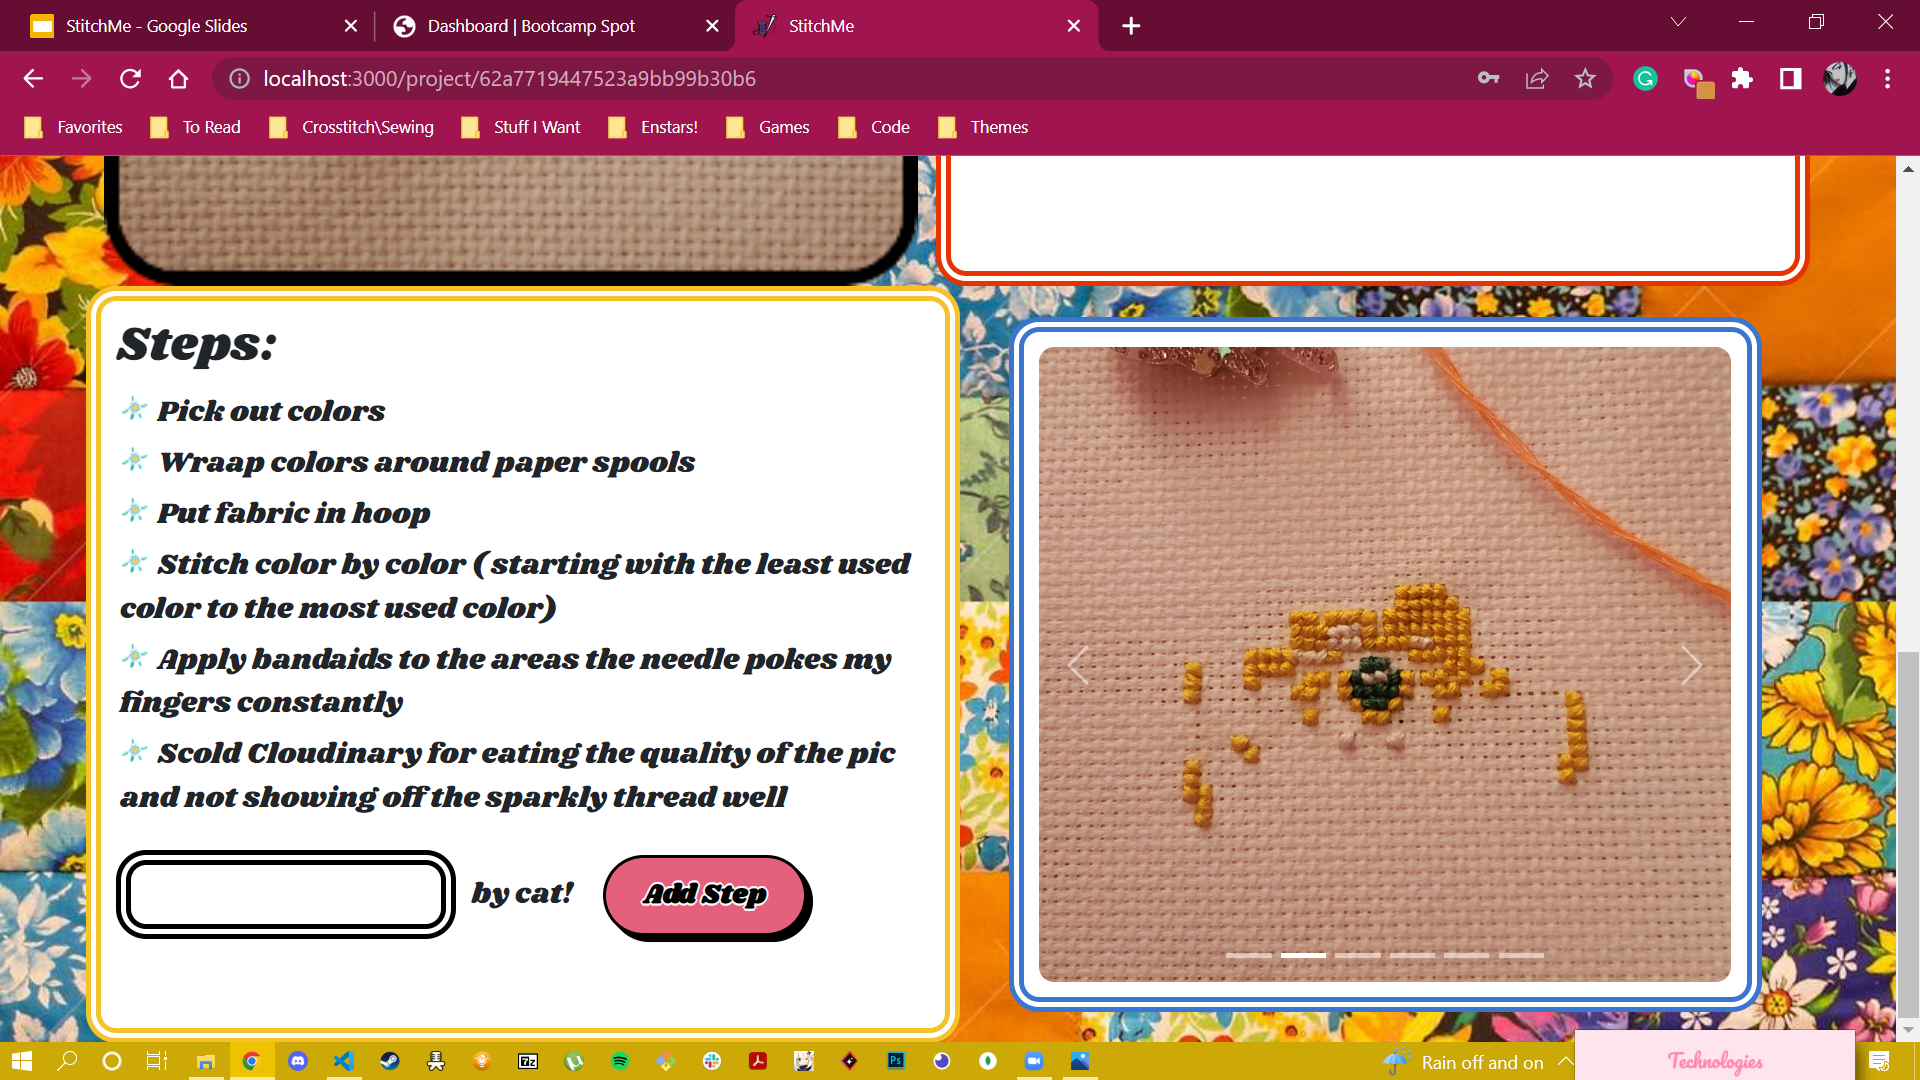 StitchMe - Google Slides
Dashboard | Bootcamp Spot
StitchMe
localhost:3000/project/62a7719447523a9bb99b30b6
Favorites
To Read
Crosstitch\Sewing
Stuff I Want
Enstars!
Games
Code
Themes
Steps:
Pick out colors
Wraap colors around paper spools
Put fabric in hoop
Stitch color by color ( starting with the least used
color to the most used color)
Apply bandaids to the areas the needle pokes my
fingers constantly
Scold Cloudinary for eating the quality of the pic
and not showing off the sparkly thread well
by cat!
Add Step
Rain off and on
Technologies